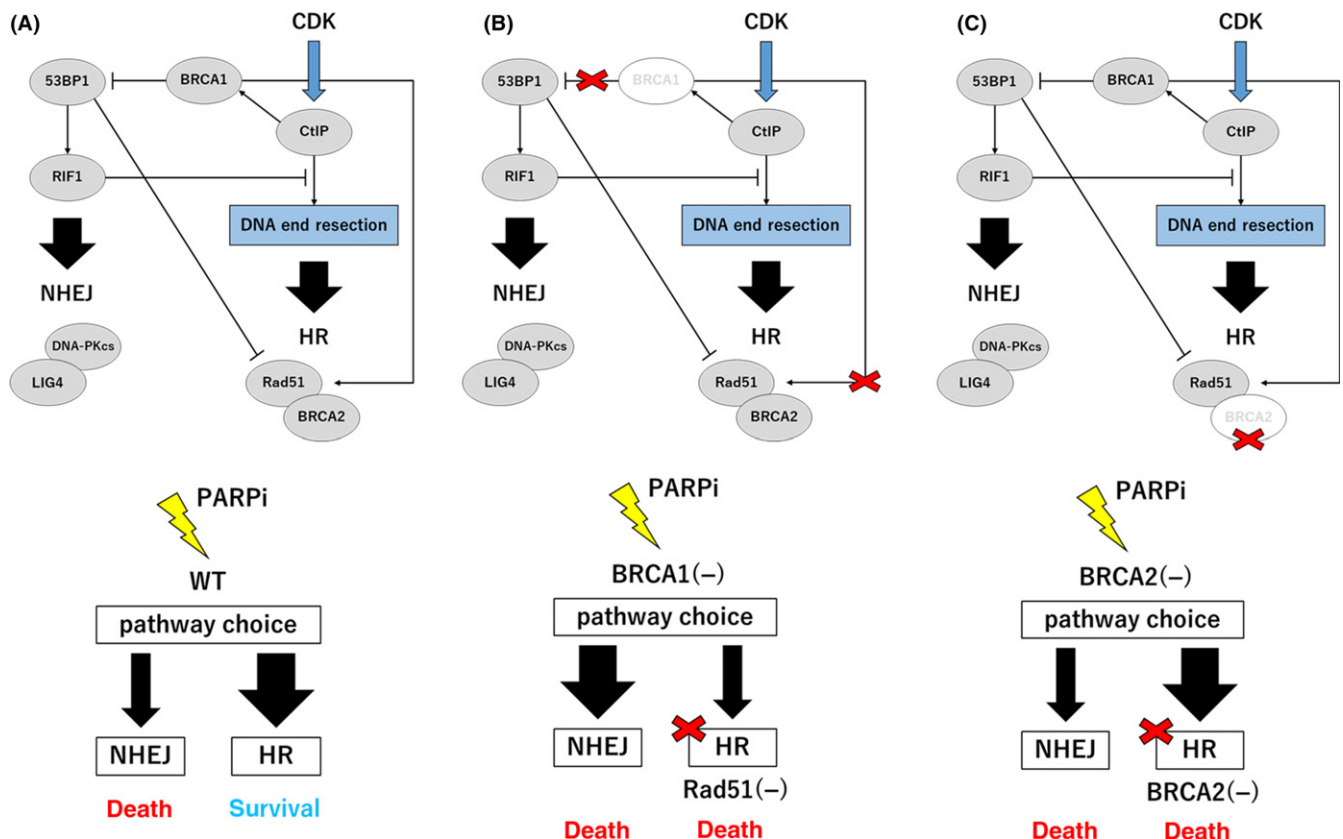 (A)
CDK
53BP1
BRCA1
CtIP
RIF1
DNA end resection
NHEJ
HR
DNA-PKcs
LIG4
Rad51
BRCA2
PARPi
WT
pathway choice
NHEJ
HR
Death
Survival
(B)
CDK
53BP1
BRCA1
CtIP
RIF1
DNA end resection
NHEJ
HR
DNA-PKcs
LIG4
Rad51
BRCA2
PARPi
BRCA1(−)
pathway choice
NHEJ
HR
Rad51(−)
Death
Death
(C)
CDK
53BP1
BRCA1
CtIP
RIF1
DNA end resection
NHEJ
HR
DNA-PKcs
LIG4
Rad51
BRCA2
PARPi
BRCA2(−)
pathway choice
NHEJ
HR
BRCA2(−)
Death
Death